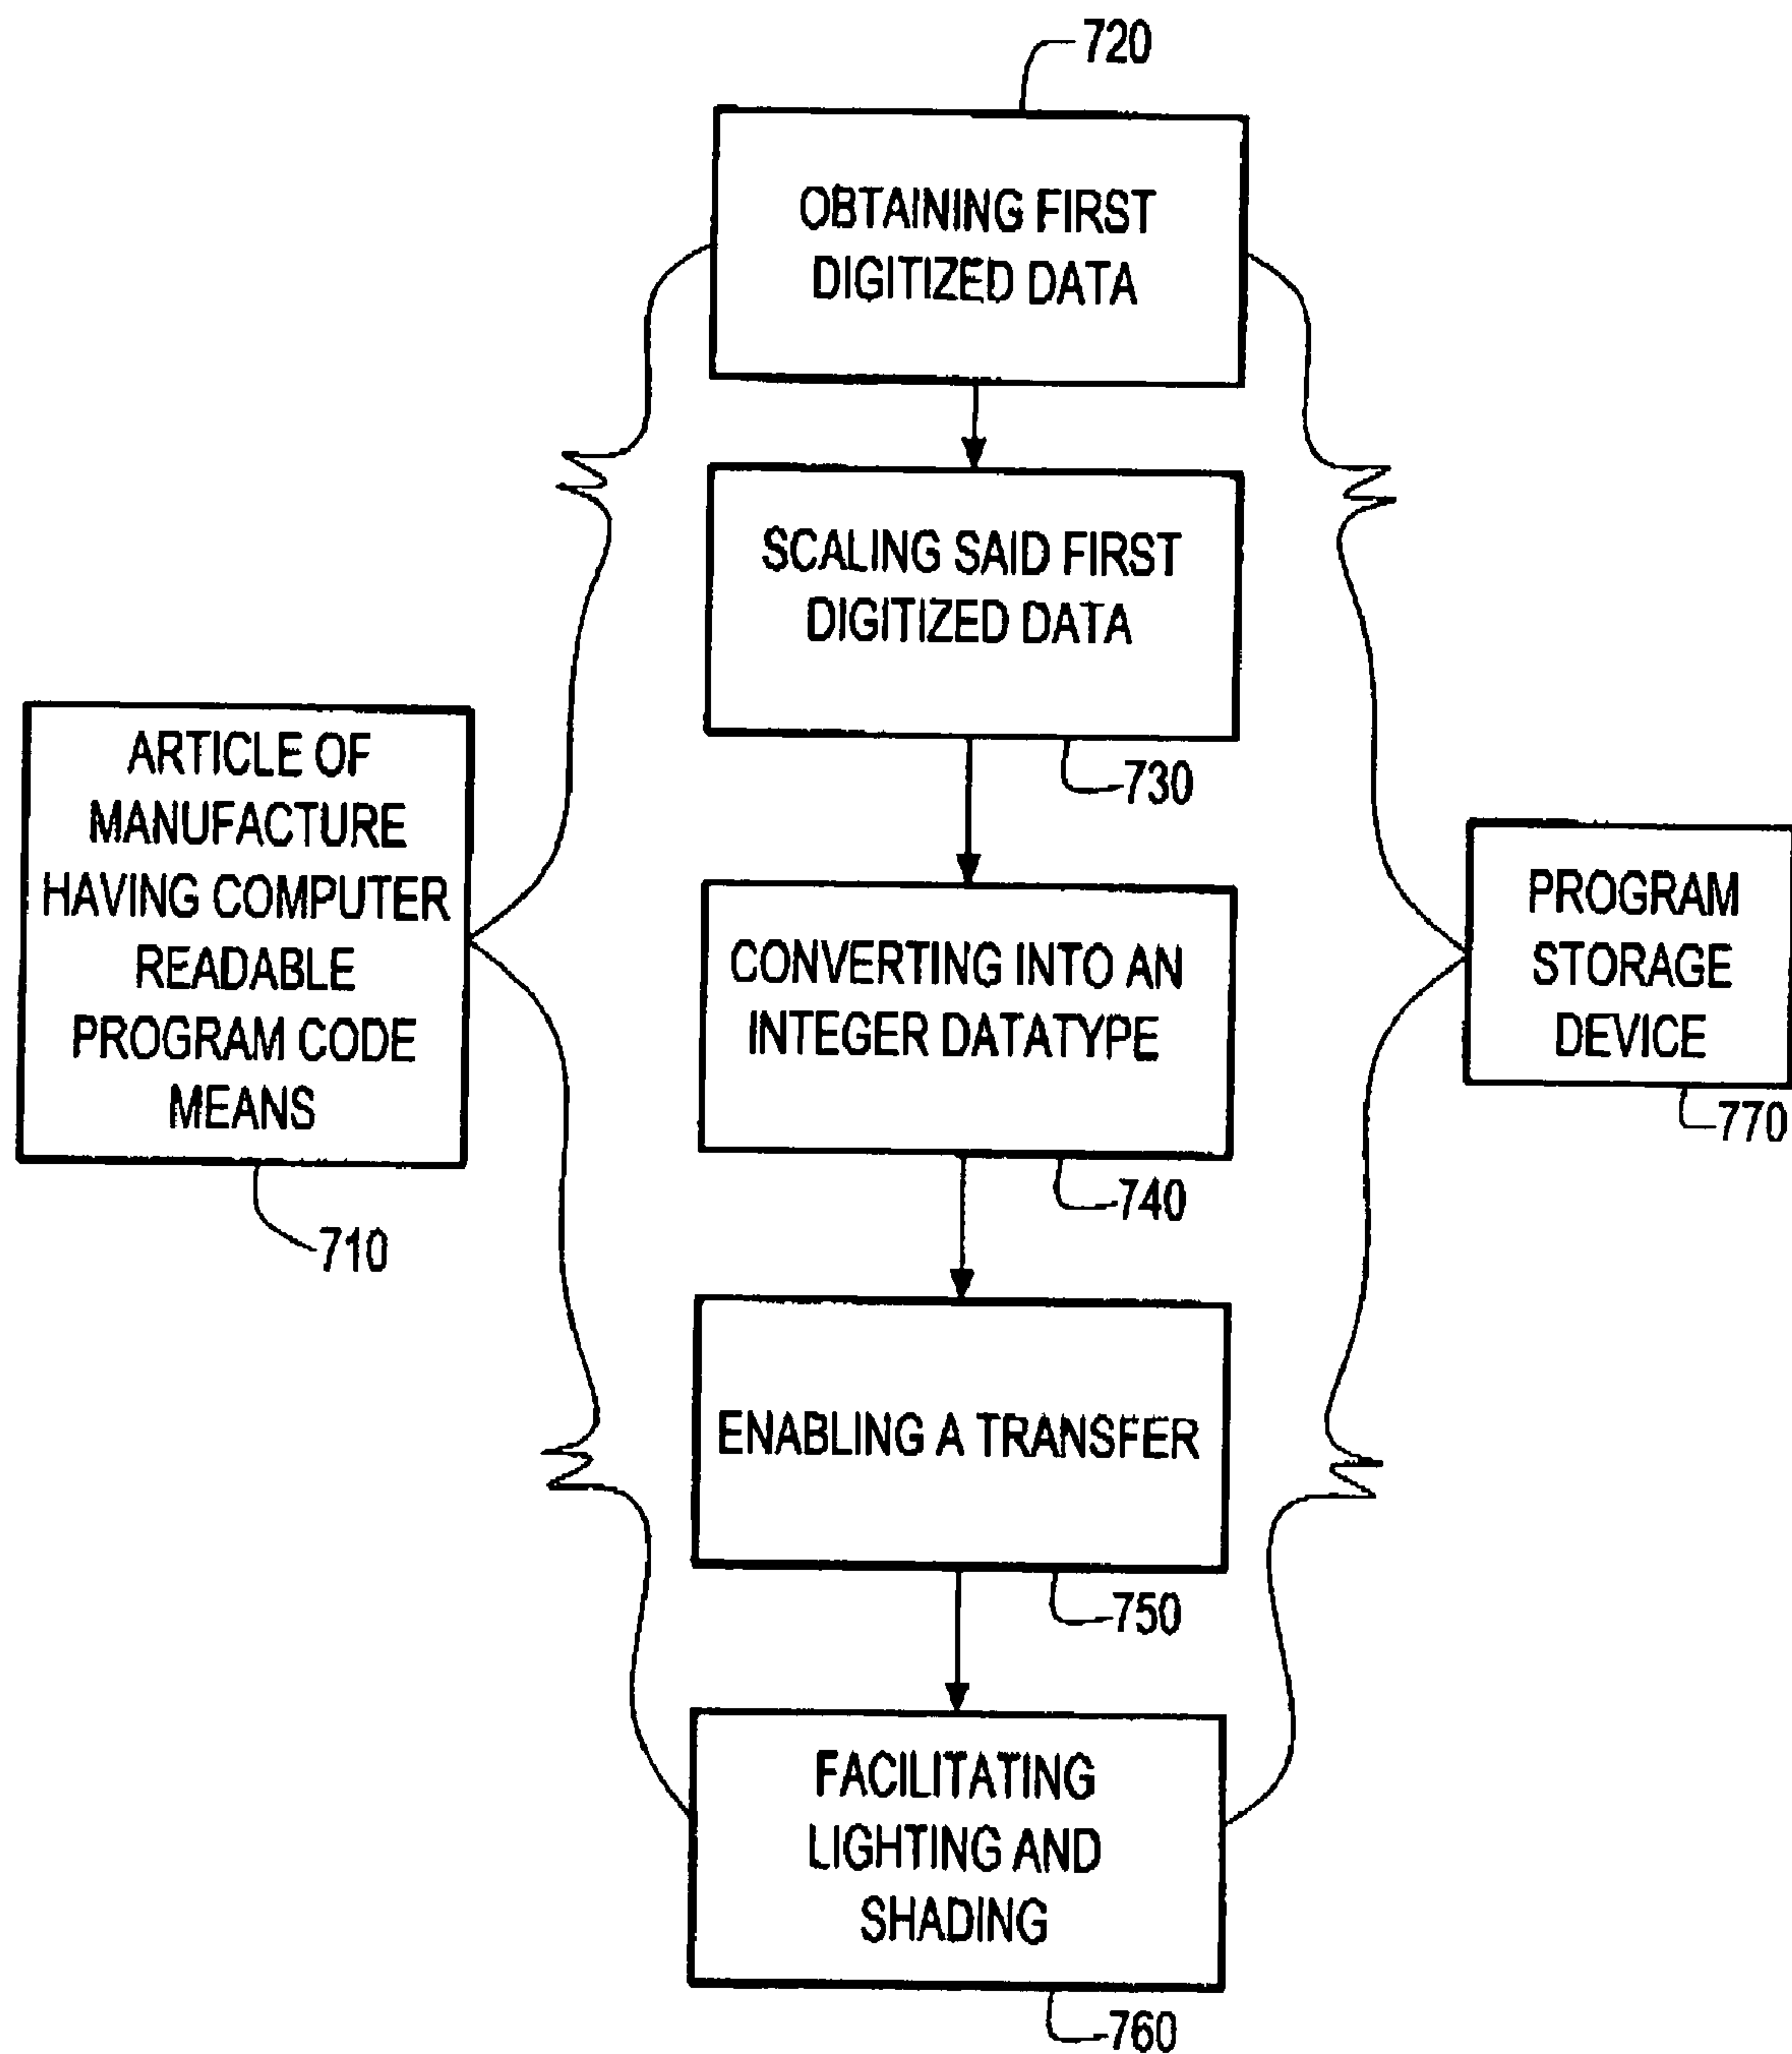 720
OBTAINING FIRST
DIGITIZED DATA
SCALING SAID FIRST
DIGITIZED DATA
730
ARTICLE OF
MANUFACTURE
HAVING COMPUTER
READABLE
PROGRAM CODE
MEANS
710
CONVERTING INTO AN
INTEGER DATATYPE
740
PROGRAM
STORAGE
DEVICE
770
ENABLING A TRANSFER
750
FACILITATING
LIGHTING AND
SHADING
760